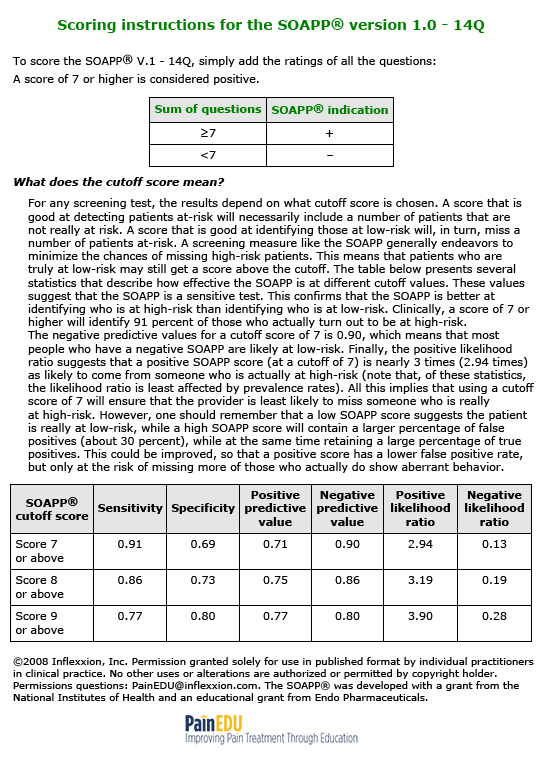 Scoring instructions for the SOAPP® version 1.0 - 14Q
To score the SOAPP® V.1 - 14Q, simply add the ratings of all the questions:
A score of 7 or higher is considered positive.
Sum of questions SOAPP® indication
≥7 +
<7 –
What does the cutoff score mean?
For any screening test, the results depend on what cutoff score is chosen. A score that is
good at detecting patients at-risk will necessarily include a number of patients that are
not really at risk. A score that is good at identifying those at low-risk will, in turn, miss a
number of patients at-risk. A screening measure like the SOAPP generally endeavors to
minimize the chances of missing high-risk patients. This means that patients who are
truly at low-risk may still get a score above the cutoff. The table below presents several
statistics that describe how effective the SOAPP is at different cutoff values. These values
suggest that the SOAPP is a sensitive test. This confirms that the SOAPP is better at
identifying who is at high-risk than identifying who is at low-risk. Clinically, a score of 7 or
higher will identify 91 percent of those who actually turn out to be at high-risk.
The negative predictive values for a cutoff score of 7 is 0.90, which means that most
people who have a negative SOAPP are likely at low-risk. Finally, the positive likelihood
ratio suggests that a positive SOAPP score (at a cutoff of 7) is nearly 3 times (2.94 times)
as likely to come from someone who is actually at high-risk (note that, of these statistics,
the likelihood ratio is least affected by prevalence rates). All this implies that using a cutoff
score of 7 will ensure that the provider is least likely to miss someone who is really
at high-risk. However, one should remember that a low SOAPP score suggests the patient
is really at low-risk, while a high SOAPP score will contain a larger percentage of false
positives (about 30 percent), while at the same time retaining a large percentage of true
positives. This could be improved, so that a positive score has a lower false positive rate,
but only at the risk of missing more of those who actually do show aberrant behavior.
SOAPP® cutoff score Sensitivity Specificity Positive predictive value Negative predictive value Positive likelihood ratio Negative likelihood ratio
Score 7 or above 0.91 0.69 0.71 0.90 2.94 0.13
Score 8 or above 0.86 0.73 0.75 0.86 3.19 0.19
Score 9 or above 0.77 0.80 0.77 0.80 3.90 0.28
©2008 Inflexxion, Inc. Permission granted solely for use in published format by individual practitioners
in clinical practice. No other uses or alterations are authorized or permitted by copyright holder.
Permissions questions: PainEDU@inflexxion.com. The SOAPP® was developed with a grant from the
National Institutes of Health and an educational grant from Endo Pharmaceuticals.
PainEDU
Improving Pain Treatment Through Education